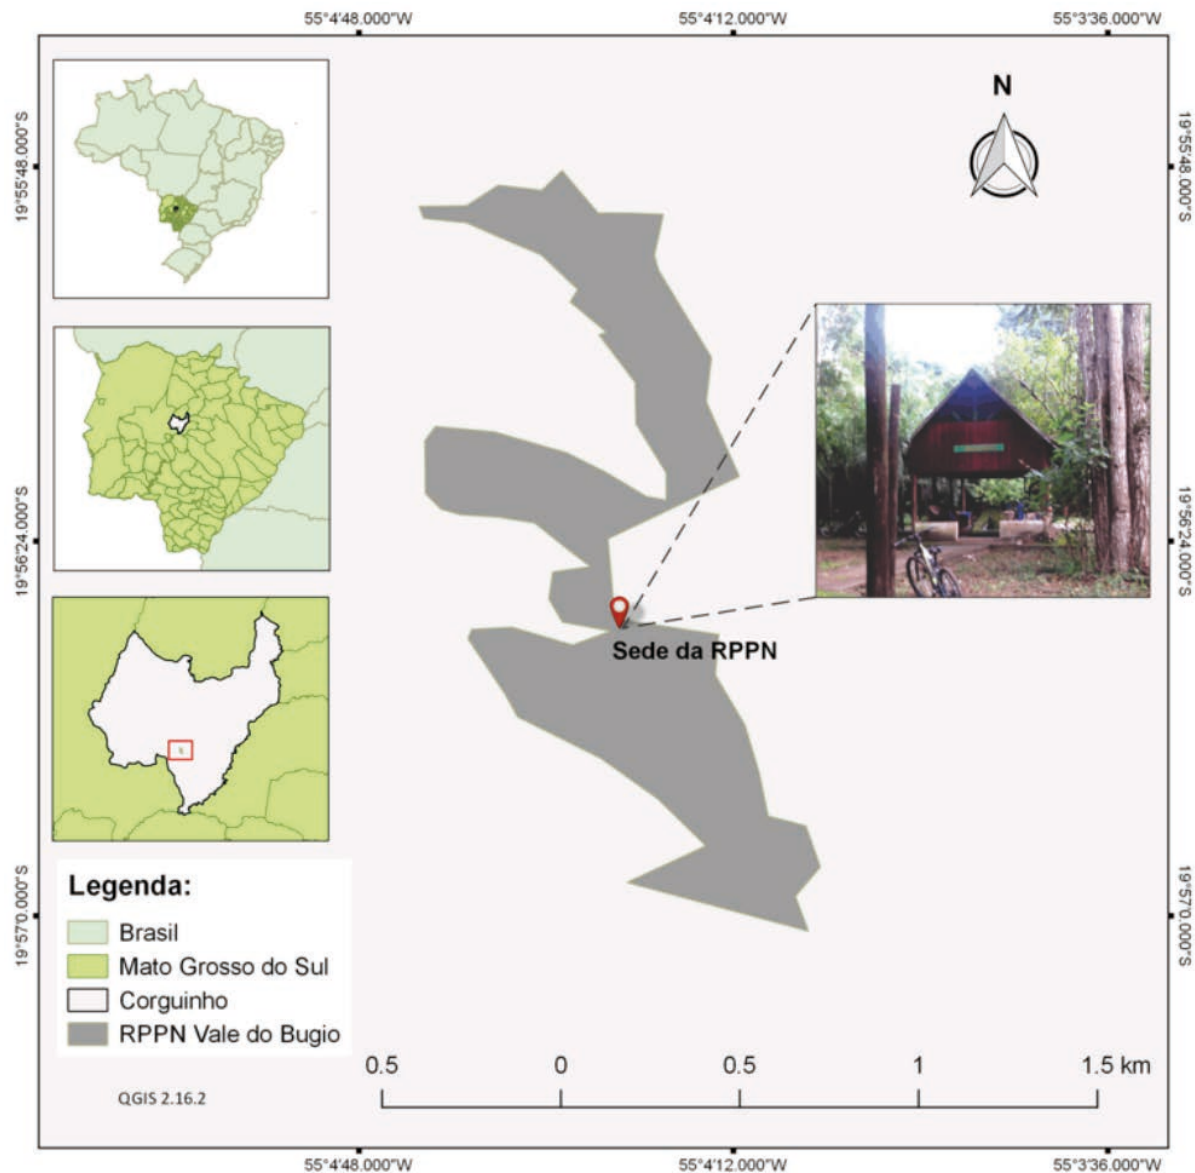 55°4'48.000"W
55°4'12.000"W
55°3'36.000"W
N
19°55'48.000"S
19°55'48.000"S
19°56'24.000"S
19°56'24.000"S
Sede da RPPN
19°57'0.000"S
19°57'0.000"S
Legenda:
Brasil
Mato Grosso do Sul
Corguinho
RPPN Vale do Bugio
QGIS 2.16.2
0.5
0
0.5
1
1.5 km
55°4'48.000"W
55°4'12.000"W
55°3'36.000"W